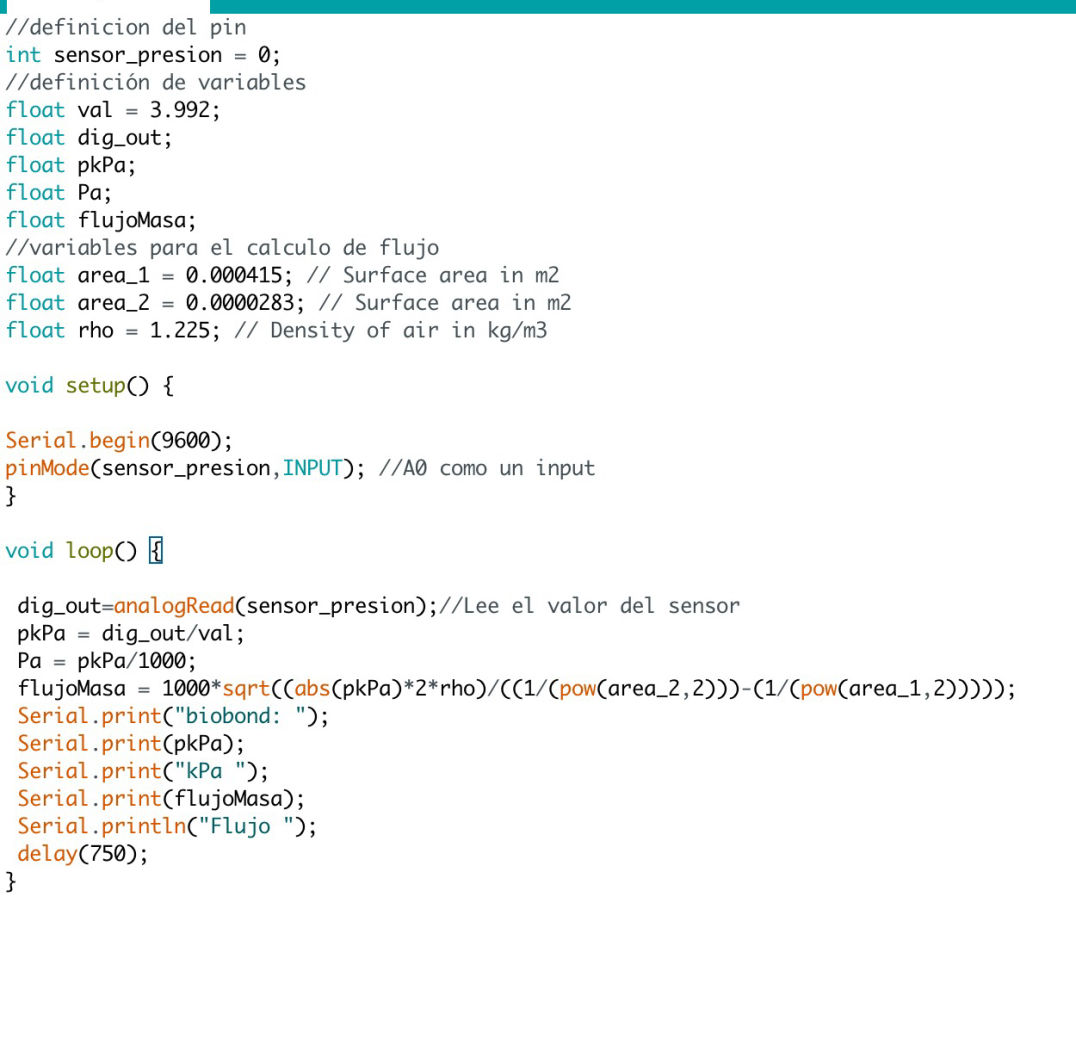 //definicion del pin
int sensor_presion = 0;
//definición de variables
float val = 3.992;
float dig_out;
float pkPa;
float Pa;
float flujoMasa;
//variables para el calculo de flujo
float area_1 = 0.000415; // Surface area in m2
float area_2 = 0.0000283; // Surface area in m2
float rho = 1.225; // Density of air in kg/m3
void setup() {
Serial.begin(9600);
pinMode(sensor_presion,INPUT); //A0 como un input
}
void loop() {
dig_out=analogRead(sensor_presion);//Lee el valor del sensor
pkPa = dig_out/val;
Pa = pkPa/1000;
flujoMasa = 1000*sqrt((abs(pkPa)*2*rho)/((1/(pow(area_2,2)))-(1/(pow(area_1,2)))));
Serial.print("biobond: ");
Serial.print(pkPa);
Serial.print("kPa ");
Serial.print(flujoMasa);
Serial.println("Flujo ");
delay(750);
}